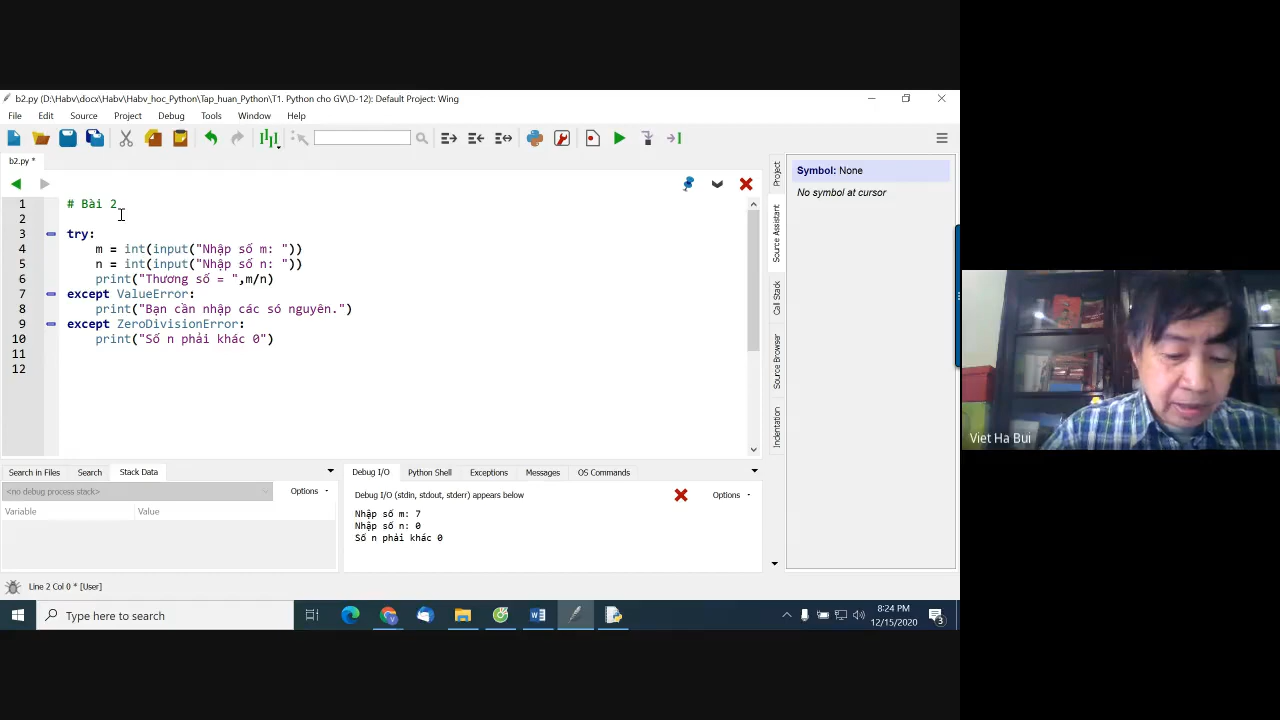 b2.py (D:\Habv\docx\Habv\Habv_hoc_Python\Tap_huan_Python\T1. Python cho GV\D-12): Default Project: Wing
File Edit Source Project Debug Tools Window Help
b2.py *
1 # Bài 2
2
3 try:
4 m = int(input("Nhập số m: "))
5 n = int(input("Nhập số n: "))
6 print("Thương số = ",m/n)
7 except ValueError:
8 print("Bạn cần nhập các só nguyên.")
9 except ZeroDivisionError:
10 print("Số n phải khác 0")
11
12
Project
Source Assistant
Call Stack
Source Browser
Indentation
Symbol: None
No symbol at cursor
Viet Ha Bui
Search in Files Search Stack Data
<no debug process stack> Options
Variable Value
Debug I/O Python Shell Exceptions Messages OS Commands
Debug I/O (stdin, stdout, stderr) appears below Options
Nhập số m: 7
Nhập số n: 0
Số n phải khác 0
Line 2 Col 0 * [User]
Type here to search
8:24 PM
12/15/2020
3